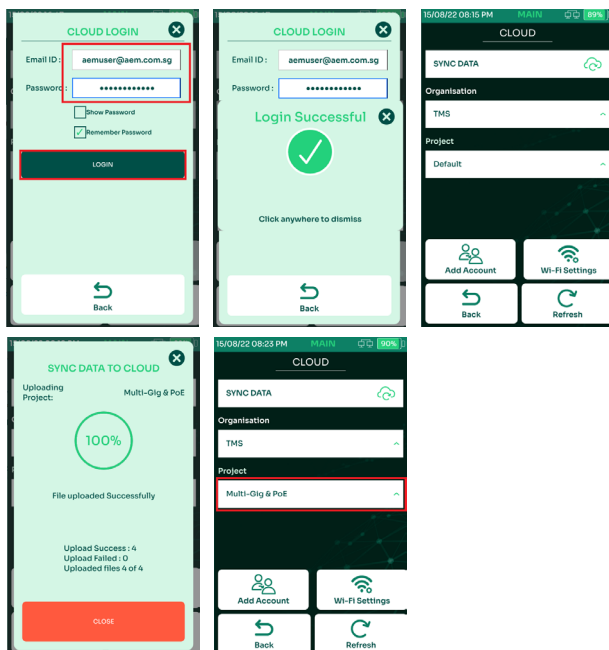 CLOUD LOGIN
Email ID :
aemuser@aem.com.sg
Password :
Show Password
Remember Password
LOGIN
Back
CLOUD LOGIN
Email ID :
aemuser@aem.com.sg
Password :
Login Successful
Click anywhere to dismiss
Back
15/08/22 08:15 PM MAIN 89%
CLOUD
SYNC DATA
Organisation
TMS
Project
Default
Add Account
Wi-Fi Settings
Back
Refresh
SYNC DATA TO CLOUD
Uploading
Project:
Multi-Gig & PoE
100%
File uploaded Successfully
Upload Success : 4
Upload Failed : 0
Uploaded files 4 of 4
CLOSE
15/08/22 08:23 PM MAIN 90%
CLOUD
SYNC DATA
Organisation
TMS
Project
Multi-Gig & PoE
Add Account
Wi-Fi Settings
Back
Refresh